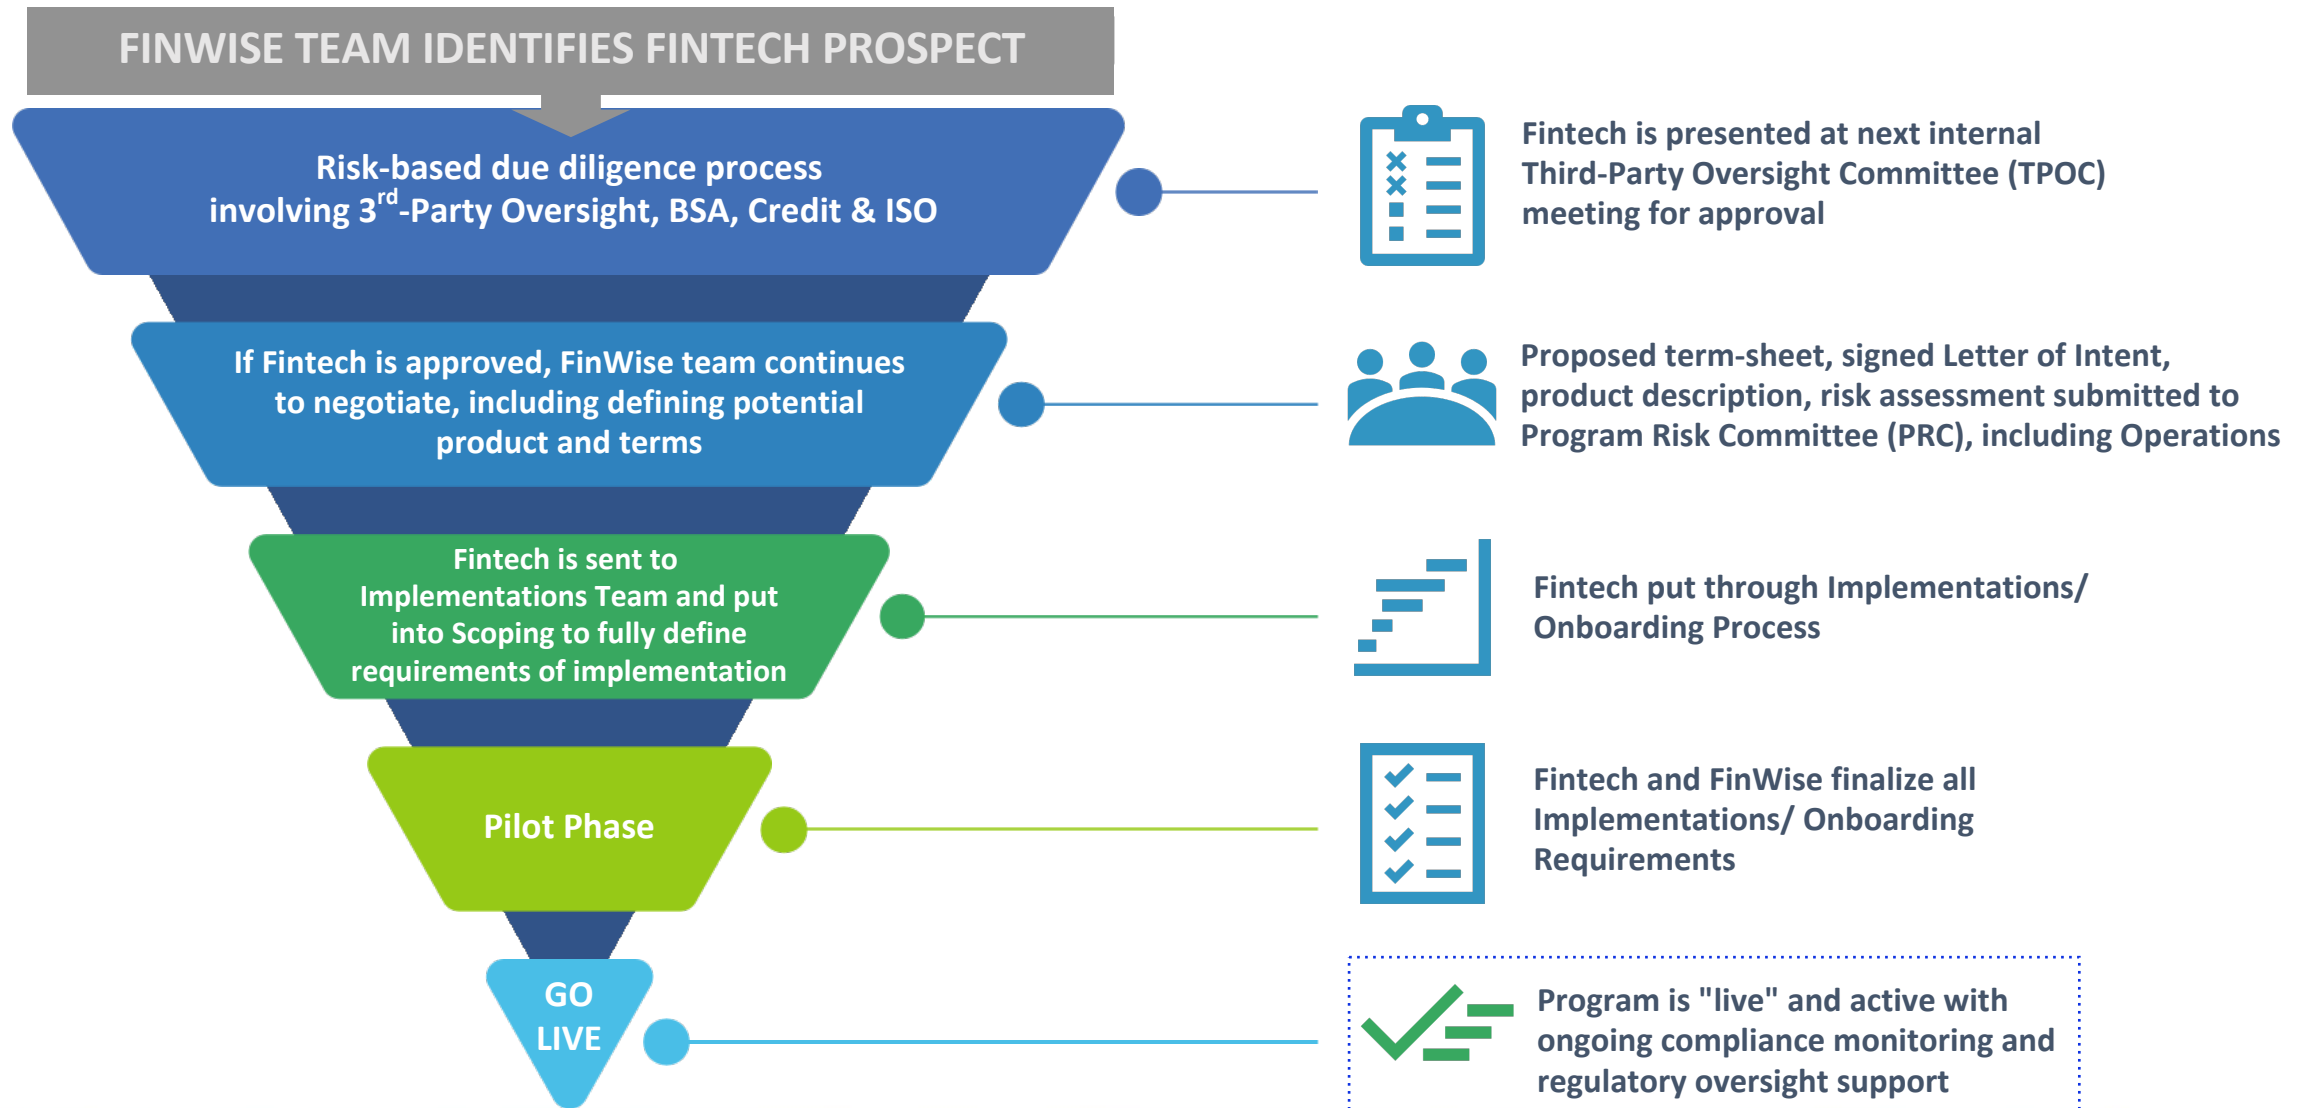 FINWISE TEAM IDENTIFIES FINTECH PROSPECT
Risk-based due diligence process
involving 3rd-Party Oversight, BSA, Credit & ISO
Fintech is presented at next internal
Third-Party Oversight Committee (TPOC)
meeting for approval
If Fintech is approved, FinWise team continues
to negotiate, including defining potential
product and terms
Proposed term-sheet, signed Letter of Intent,
product description, risk assessment submitted to
Program Risk Committee (PRC), including Operations
Fintech is sent to
Implementations Team and put
into Scoping to fully define
requirements of implementation
Fintech put through Implementations/
Onboarding Process
Pilot Phase
Fintech and FinWise finalize all
Implementations/ Onboarding
Requirements
GO
LIVE
Program is "live" and active with
ongoing compliance monitoring and
regulatory oversight support